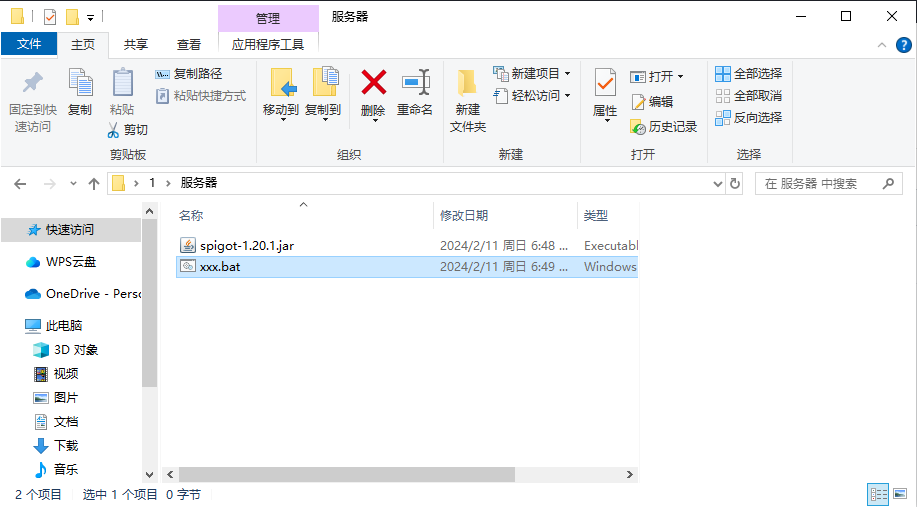 管理
服务器
文件
主页
共享
查看
应用程序工具
固定到快速访问
复制
粘贴
复制路径
粘贴快捷方式
剪切
剪贴板
移动到
复制到
删除
重命名
组织
新建
文件夹
新建项目
轻松访问
新建
属性
打开
编辑
历史记录
打开
全部选择
全部取消
反向选择
选择
1
服务器
在 服务器 中搜索
名称
修改日期
类型
spigot-1.20.1.jar
2024/2/11 周日 6:48 ...
Executabl
xxx.bat
2024/2/11 周日 6:49 ...
Windows
快速访问
WPS云盘
OneDrive - Perso
此电脑
3D 对象
视频
图片
文档
下载
音乐
2 个项目
选中 1 个项目
0 字节